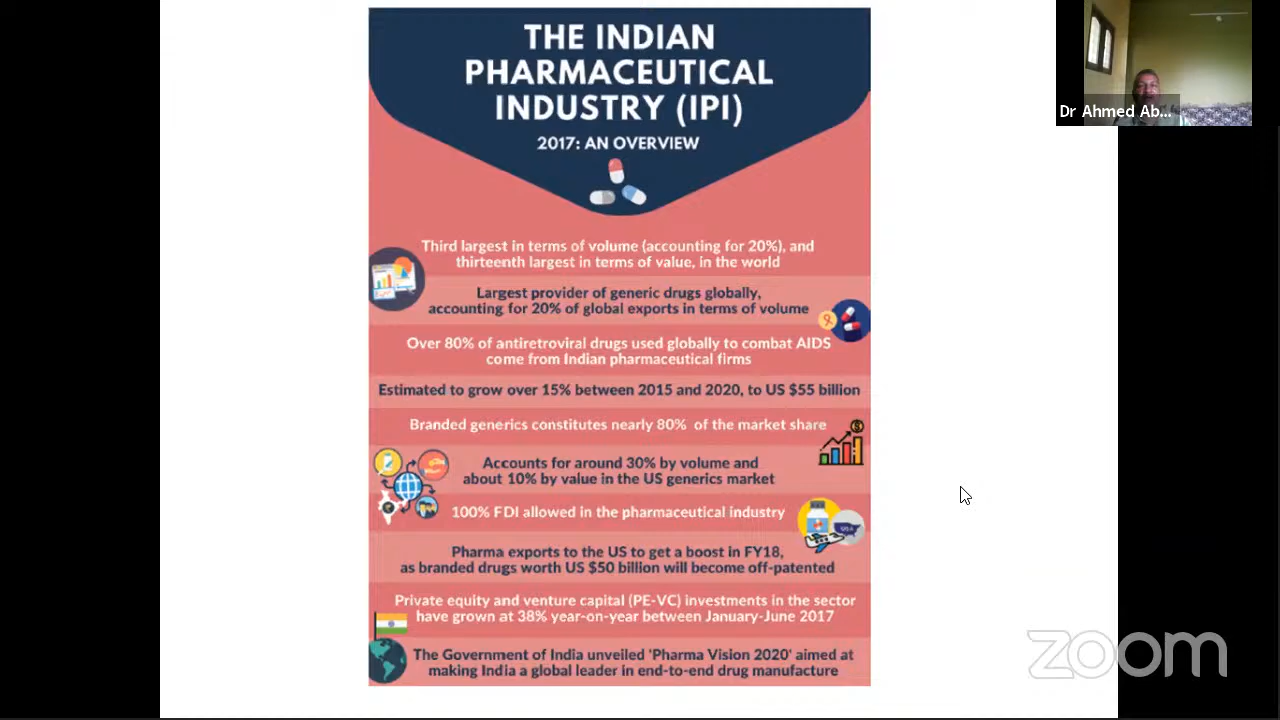 THE INDIAN
PHARMACEUTICAL
INDUSTRY (IPI)
2017: AN OVERVIEW
Third largest in terms of volume (accounting for 20%), and
thirteenth largest in terms of value, in the world
Largest provider of generic drugs globally,
accounting for 20% of global exports in terms of volume
Over 80% of antiretroviral drugs used globally to combat AIDS
come from Indian pharmaceutical firms
Estimated to grow over 15% between 2015 and 2020, to US $55 billion
Branded generics constitutes nearly 80% of the market share
Accounts for around 30% by volume and
about 10% by value in the US generics market
100% FDI allowed in the pharmaceutical industry
Pharma exports to the US to get a boost in FY18,
as branded drugs worth US $50 billion will become off-patented
Private equity and venture capital (PE-VC) investments in the sector
have grown at 38% year-on-year between January-June 2017
The Government of India unveiled 'Pharma Vision 2020' aimed at
making India a global leader in end-to-end drug manufacture
Dr Ahmed Ab...
zoom